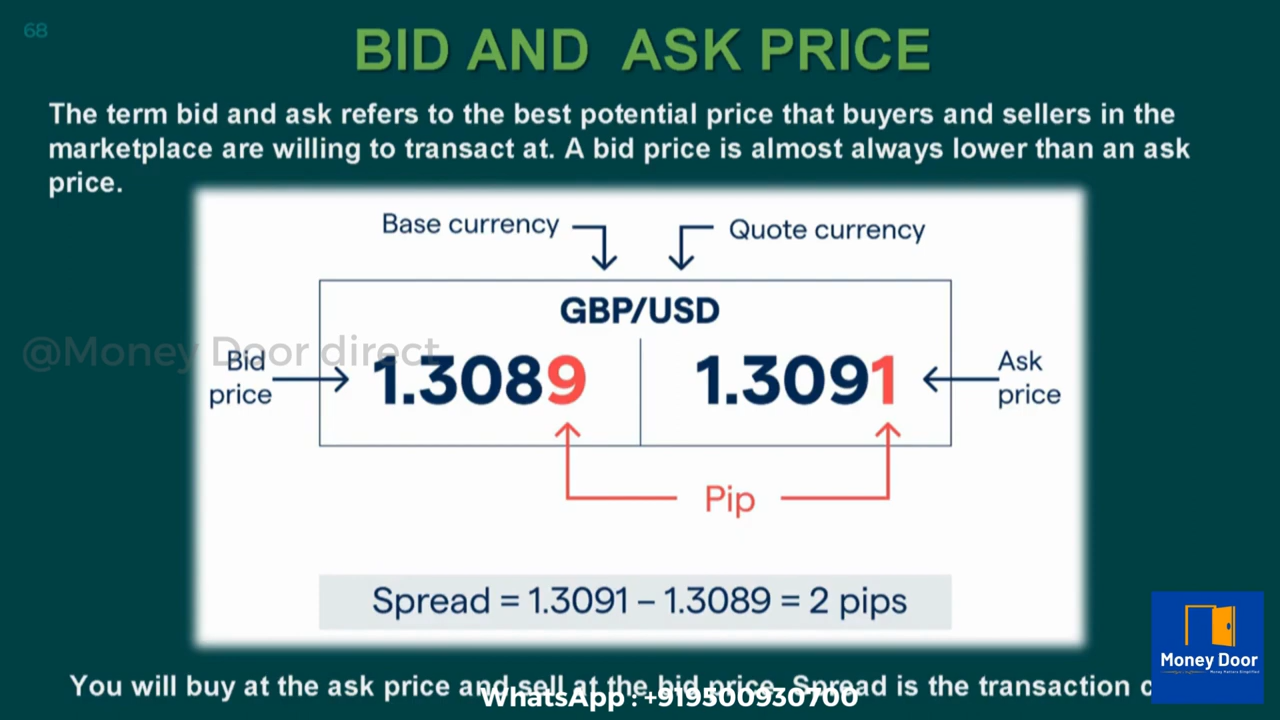 68
BID AND ASK PRICE
The term bid and ask refers to the best potential price that buyers and sellers in the
marketplace are willing to transact at. A bid price is almost always lower than an ask
price.
Base currency
Quote currency
GBP/USD
@Money Door direct
Bid
price
1.3089
1.3091
Ask
price
Pip
Spread = 1.3091 – 1.3089 = 2 pips
Money Door
You will buy at the ask price and sell at the bid price. Spread is the transaction
WhatsApp : +919500930700